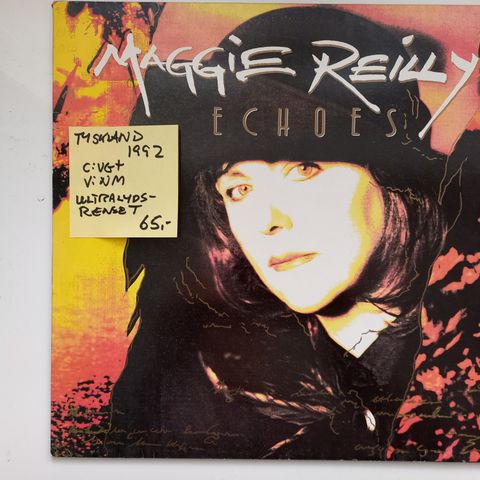 MAGGIE REILLY
ECHOES
TYSKLAND
1992
C: VG+
V: NM
ULTRALYDS-
RENSET
65,-